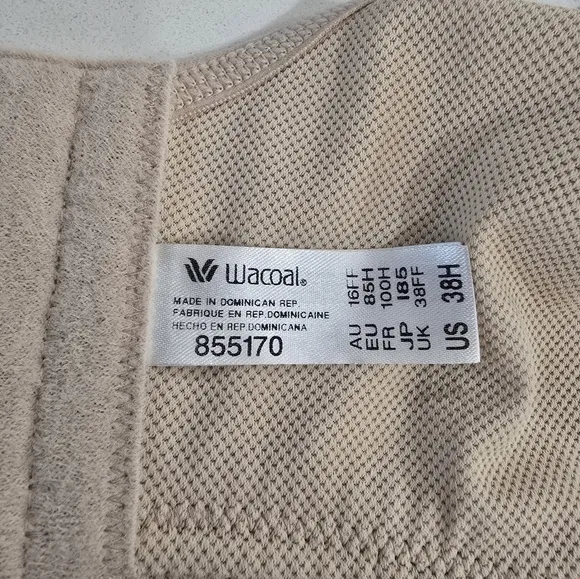 Wacoal®
MADE IN DOMINICAN REP.
FABRIQUE EN REP.DOMINICAINE
HECHO EN REP.DOMINICANA
855170
AU 16FF
EU 85H
FR 100H
JP I85
UK 38FF
US 38H